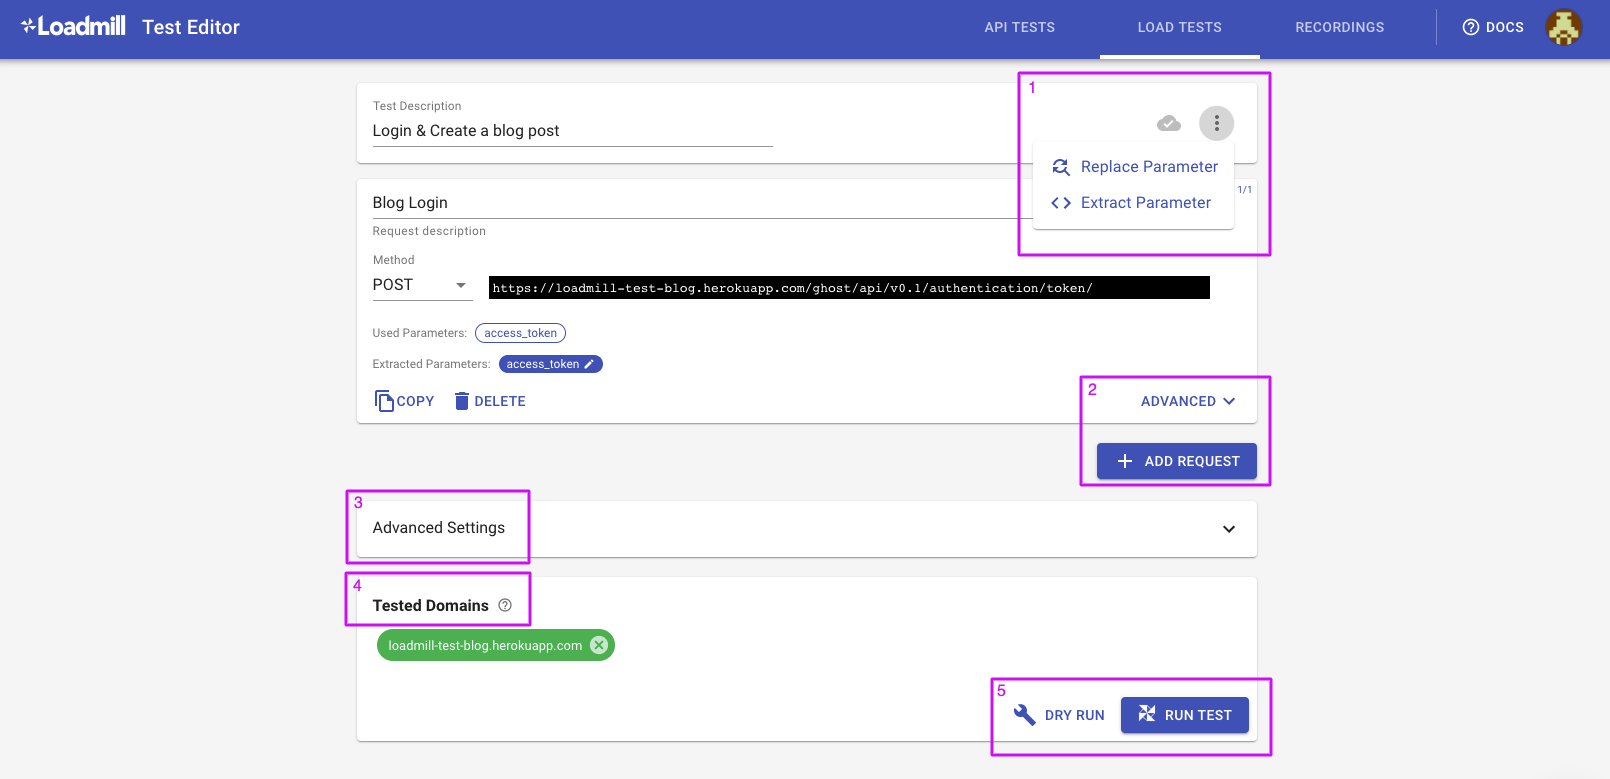 Loadmill Test Editor API TESTS LOAD TESTS RECORDINGS DOCS
1
Test Description
Login & Create a blog post
Replace Parameter
Extract Parameter
1/1
Blog Login
Request description
Method
POST https://loadmill-test-blog.herokuapp.com/ghost/api/v0.1/authentication/token/
Used Parameters: access_token
Extracted Parameters: access_token
COPY DELETE
2
ADVANCED
ADD REQUEST
3
Advanced Settings
4
Tested Domains ?
loadmill-test-blog.herokuapp.com
5
DRY RUN RUN TEST